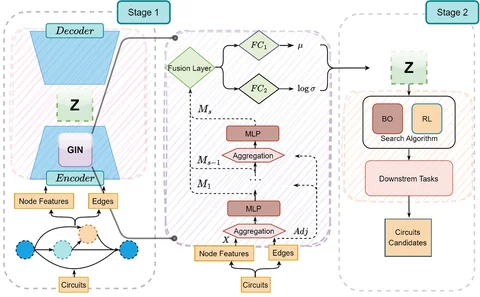 Stage 1
Decoder
Z
GIN
Encoder
Node Features
Edges
Circuits
Fusion Layer
FC₁
μ
FC₂
log σ
Mₛ
MLP
Aggregation
Mₛ₋₁
M₁
MLP
Aggregation
X
Adj
Node Features
Edges
Circuits
Stage 2
Z
BO
RL
Search Algorithm
Downstrem Tasks
Circuits
Candidates